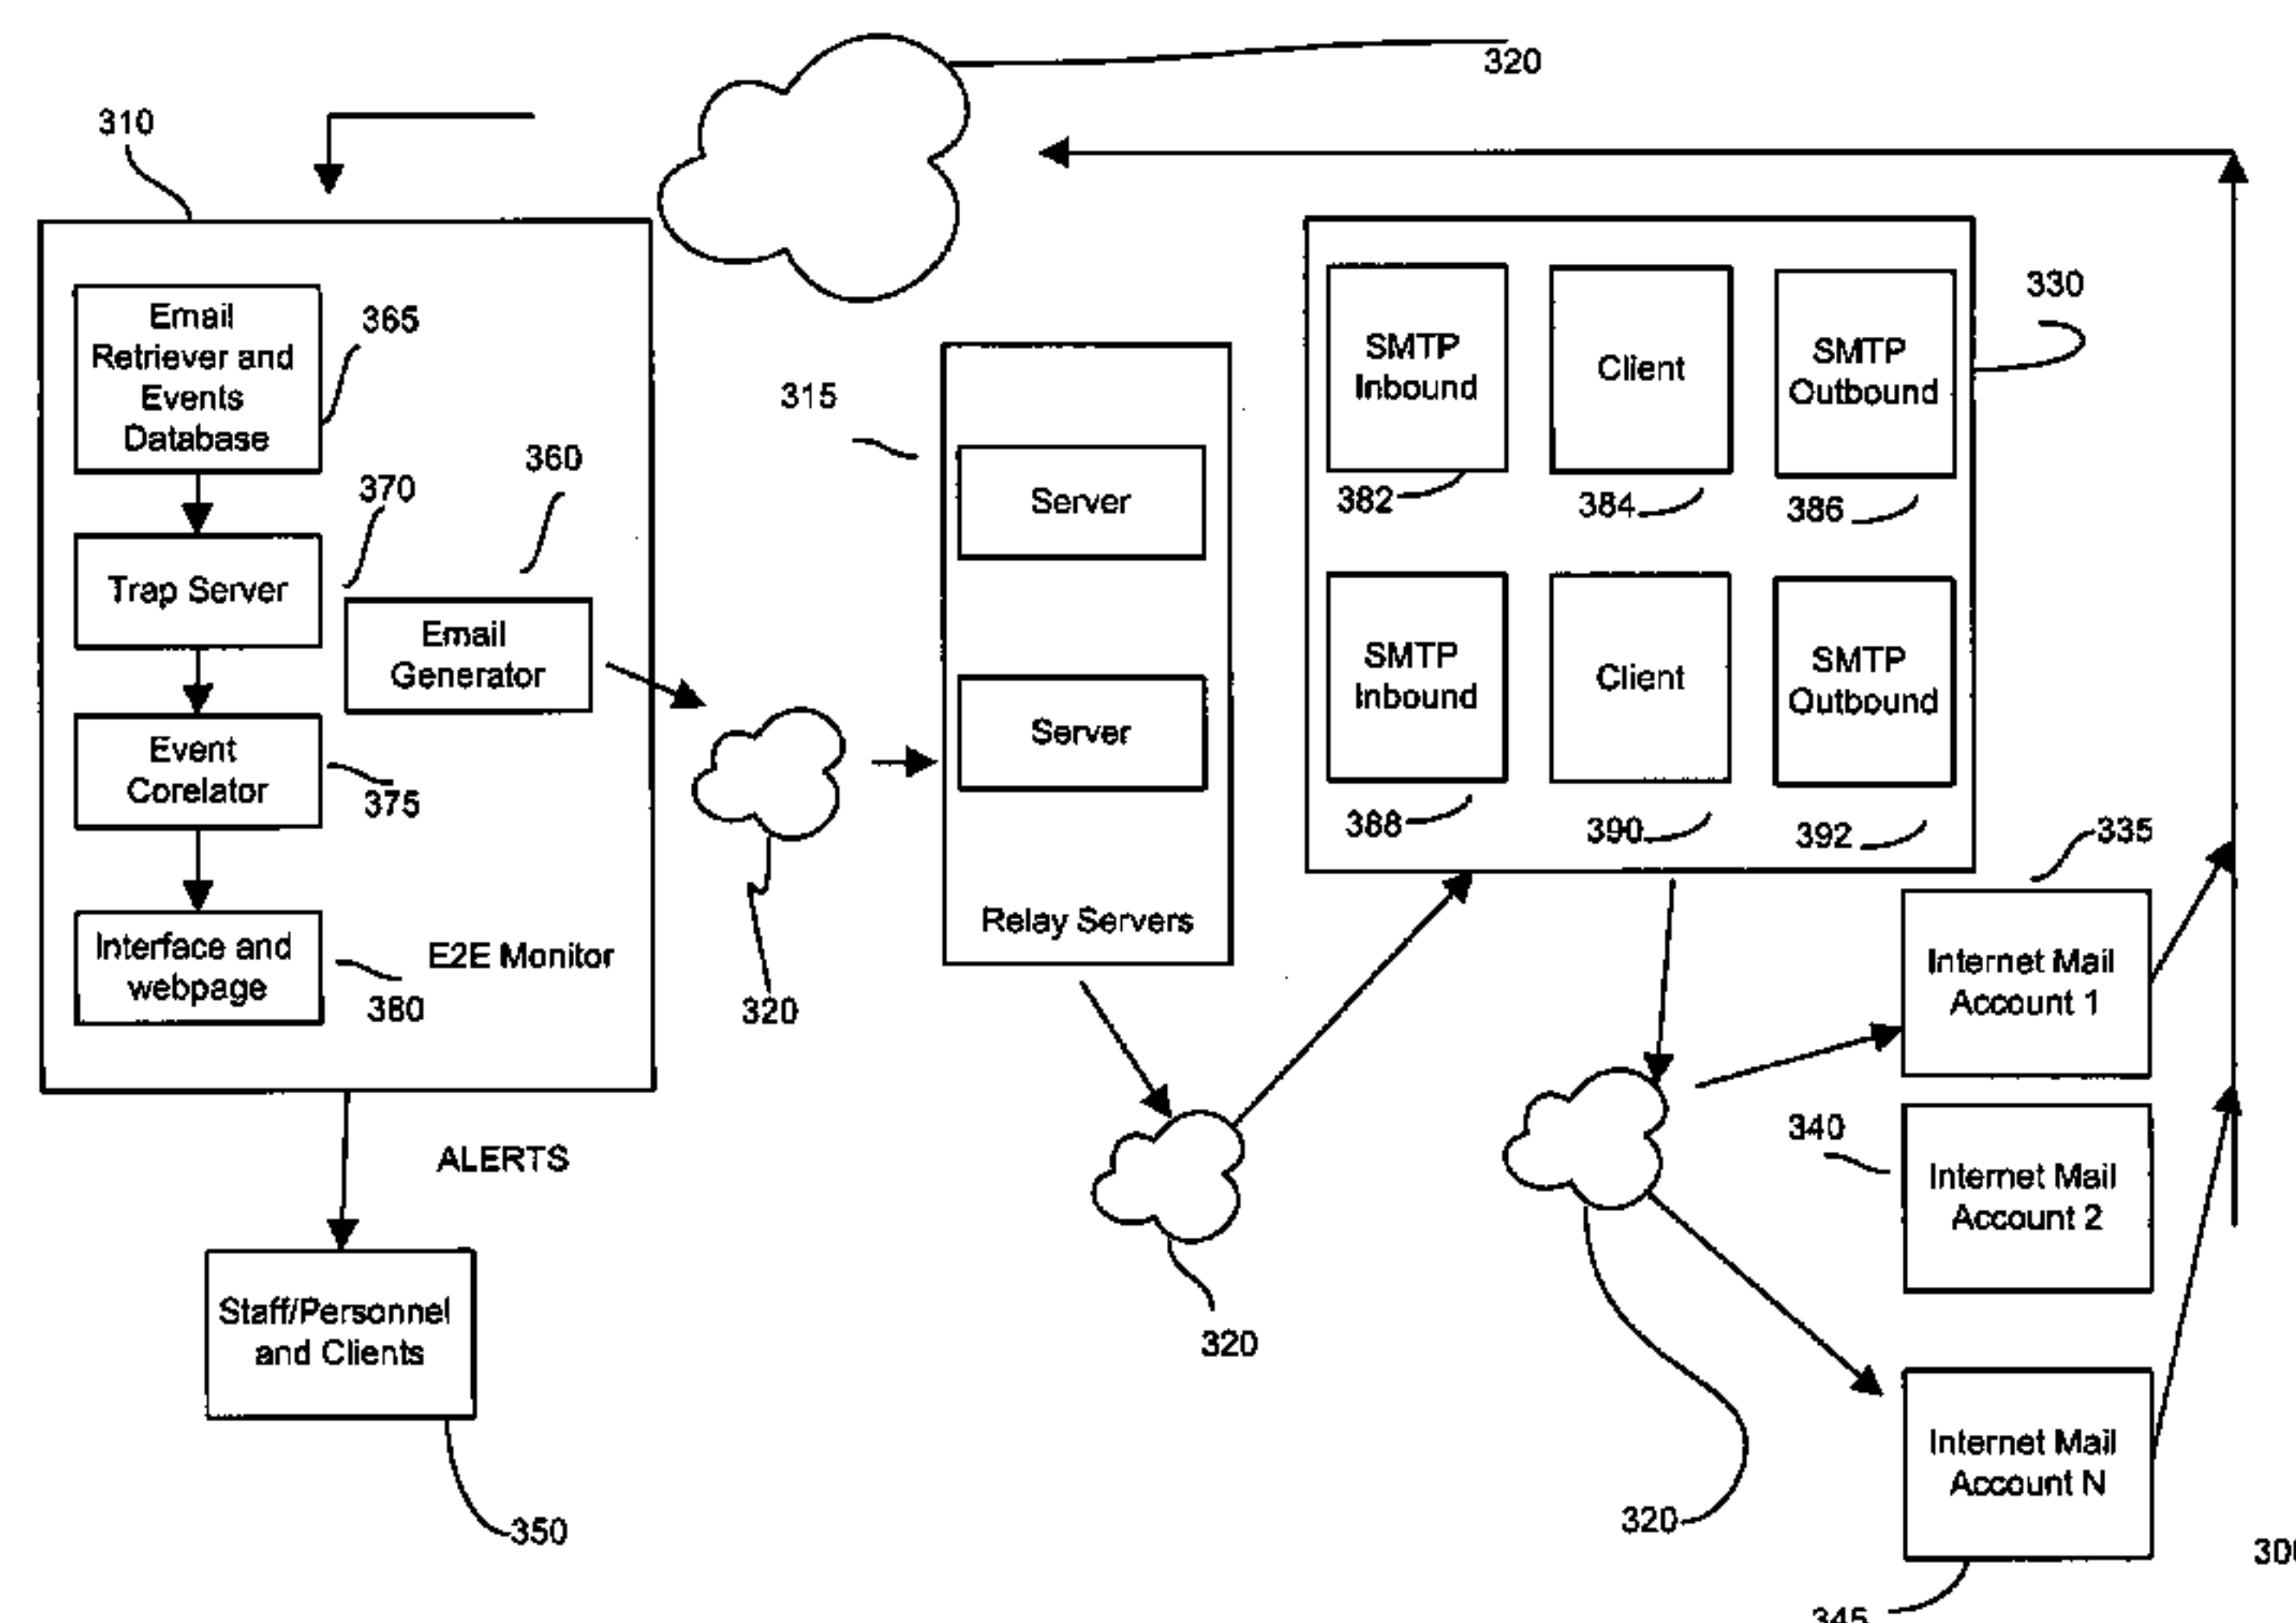 320
310
Email
Retriever and
Events
Database
365
370
360
Trap Server
Email
Generator
Event
Corelator
375
Interface and
webpage
380
E2E Monitor
ALERTS
Staff/Personnel
and Clients
350
320
315
Server
Server
Relay Servers
320
330
SMTP
Inbound
382
Client
384
SMTP
Outbound
386
SMTP
Inbound
388
Client
390
SMTP
Outbound
392
335
Internet Mail
Account 1
340
Internet Mail
Account 2
Internet Mail
Account N
320
345